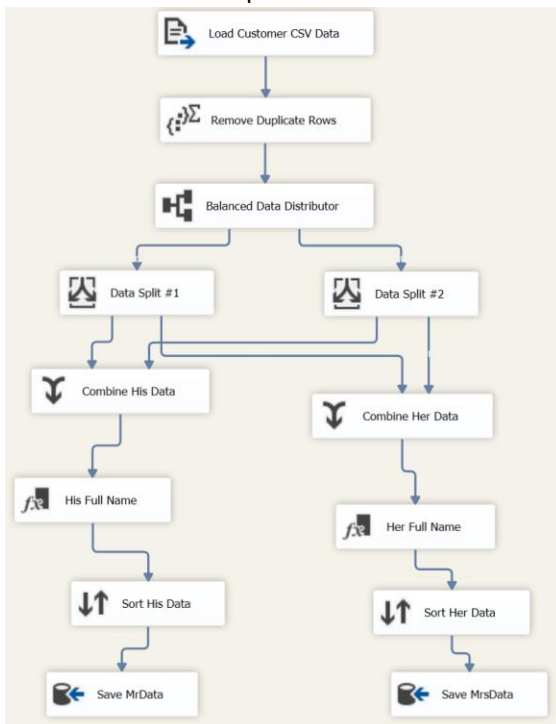 Load Customer CSV Data
Remove Duplicate Rows
Balanced Data Distributor
Data Split #1
Data Split #2
Combine His Data
Combine Her Data
His Full Name
Her Full Name
Sort His Data
Sort Her Data
Save MrData
Save MrsData